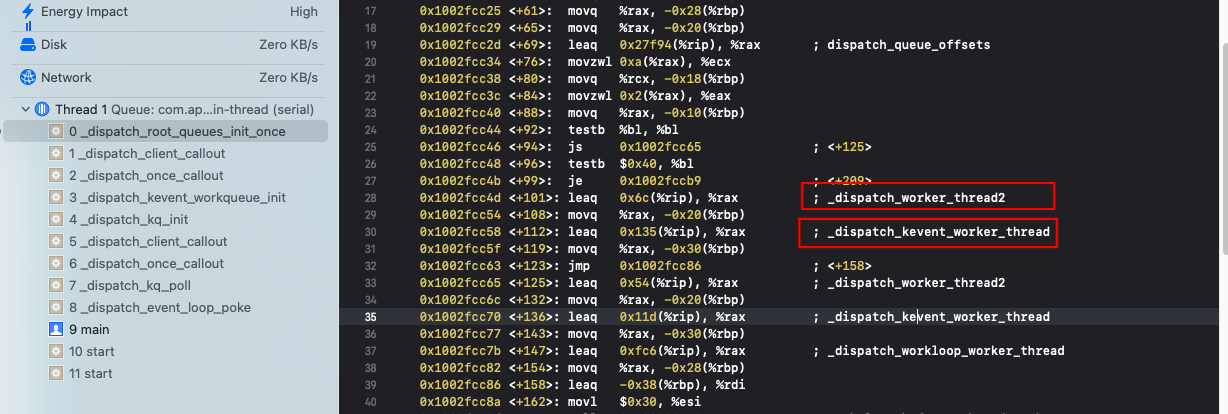 Energy Impact High
Disk Zero KB/s
Network Zero KB/s
Thread 1 Queue: com.ap...in-thread (serial)
0 _dispatch_root_queues_init_once
1 _dispatch_client_callout
2 _dispatch_once_callout
3 _dispatch_kevent_workqueue_init
4 _dispatch_kq_init
5 _dispatch_client_callout
6 _dispatch_once_callout
7 _dispatch_kq_poll
8 _dispatch_event_loop_poke
9 main
10 start
11 start
17 0x1002fcc25 <+61>: movq %rax, -0x28(%rbp)
18 0x1002fcc29 <+65>: movq %rax, -0x20(%rbp)
19 0x1002fcc2d <+69>: leaq 0x27f94(%rip), %rax ; dispatch_queue_offsets
20 0x1002fcc34 <+76>: movzwl 0xa(%rax), %ecx
21 0x1002fcc38 <+80>: movq %rcx, -0x18(%rbp)
22 0x1002fcc3c <+84>: movzwl 0x2(%rax), %eax
23 0x1002fcc40 <+88>: movq %rax, -0x10(%rbp)
24 0x1002fcc44 <+92>: testb %bl, %bl
25 0x1002fcc46 <+94>: js 0x1002fcc65 ; <+125>
26 0x1002fcc48 <+96>: testb $0x40, %bl
27 0x1002fcc4b <+99>: je 0x1002fccb9 ; <+209>
28 0x1002fcc4d <+101>: leaq 0x6c(%rip), %rax ; _dispatch_worker_thread2
29 0x1002fcc54 <+108>: movq %rax, -0x20(%rbp)
30 0x1002fcc58 <+112>: leaq 0x135(%rip), %rax ; _dispatch_kevent_worker_thread
31 0x1002fcc5f <+119>: movq %rax, -0x30(%rbp)
32 0x1002fcc63 <+123>: jmp 0x1002fcc86 ; <+158>
33 0x1002fcc65 <+125>: leaq 0x54(%rip), %rax ; _dispatch_worker_thread2
34 0x1002fcc6c <+132>: movq %rax, -0x20(%rbp)
35 0x1002fcc70 <+136>: leaq 0x11d(%rip), %rax ; _dispatch_kevent_worker_thread
36 0x1002fcc77 <+143>: movq %rax, -0x30(%rbp)
37 0x1002fcc7b <+147>: leaq 0xfc6(%rip), %rax ; _dispatch_workloop_worker_thread
38 0x1002fcc82 <+154>: movq %rax, -0x28(%rbp)
39 0x1002fcc86 <+158>: leaq -0x38(%rbp), %rdi
40 0x1002fcc8a <+162>: movl $0x30, %esi